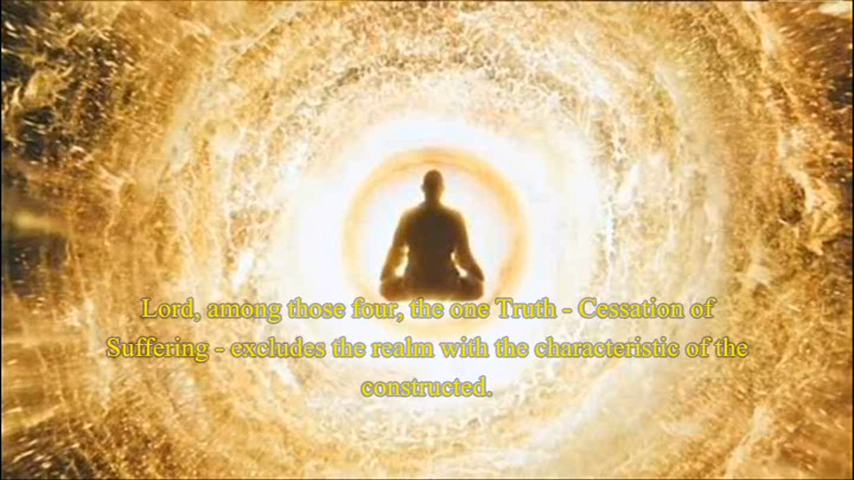 Lord, among those four, the one Truth - Cessation of
Suffering - excludes the realm with the characteristic of the
constructed.